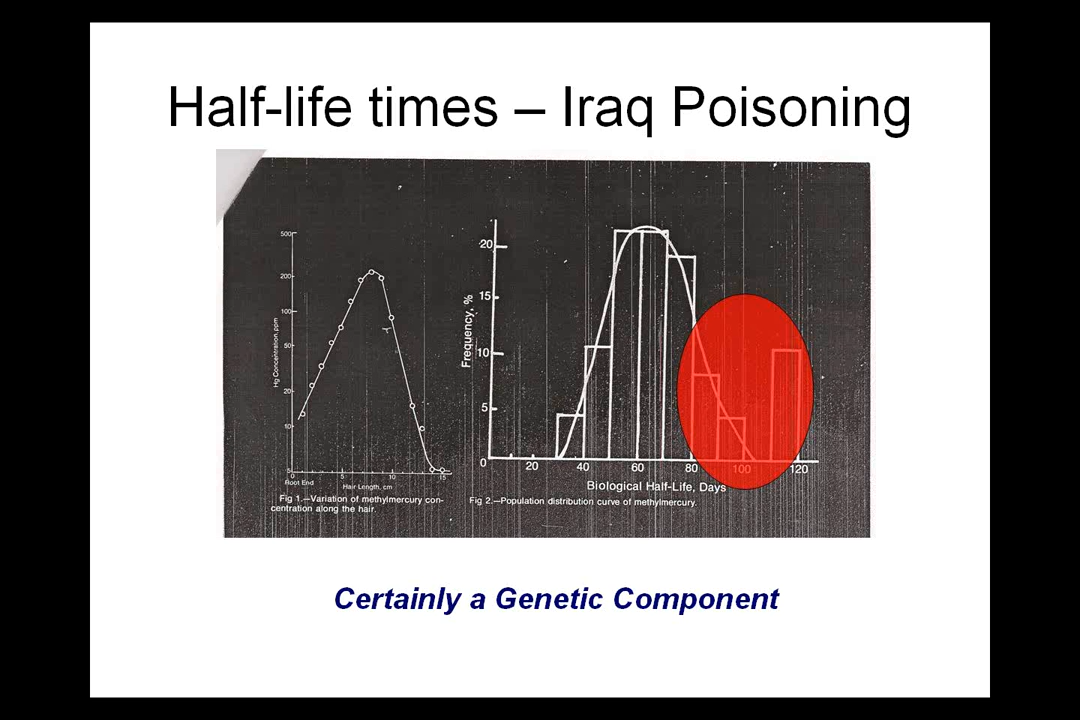 Half-life times – Iraq Poisoning
500
200
100
50
20
10
5
Hg Concentration, ppm
0 5 10 15
Root End
Hair Length, cm
Fig 1.—Variation of methylmercury con-
centration along the hair.
20
15
10
5
0
Frequency, %
20 40 60 80 100 120
Biological Half-Life, Days
Fig 2.—Population distribution curve of methylmercury.
Certainly a Genetic Component